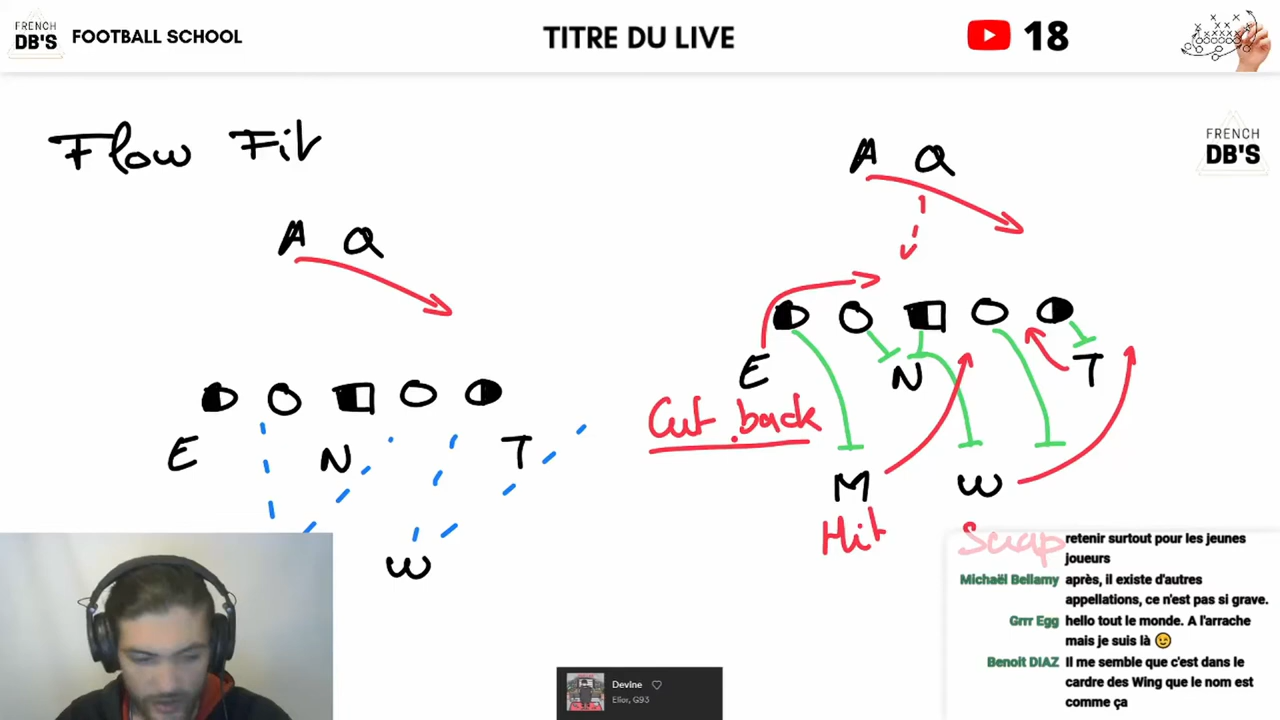 FRENCH
DB'S
FOOTBALL SCHOOL
TITRE DU LIVE
18
FRENCH
DB'S
Flow Fit
A Q
A Q
E N T
W
E N T
Cut back
M W
Hit Scrap
retenir surtout pour les jeunes
joueurs
Michaël Bellamy après, il existe d'autres
appellations, ce n'est pas si grave.
Grrr Egg hello tout le monde. A l'arrache
mais je suis là 😉
Benoit DIAZ Il me semble que c'est dans le
cardre des Wing que le nom est
comme ça
Devine
Elior, G93